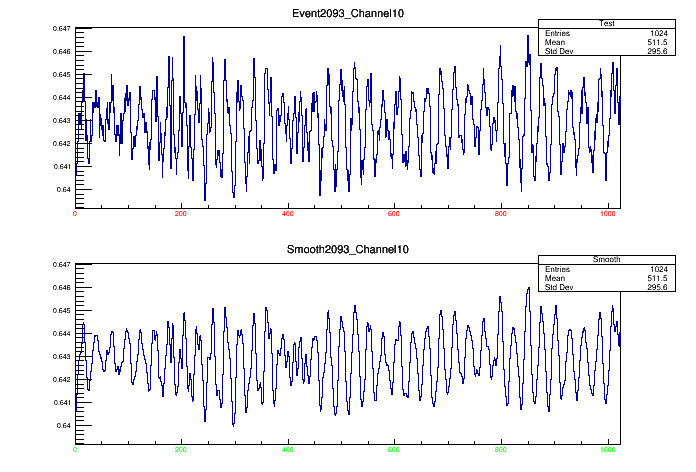 Event2093_Channel10
Test
Entries 1024
Mean 511.5
Std Dev 295.6
0.647
0.646
0.645
0.644
0.643
0.642
0.641
0.64
0 200 400 600 800 1000
Smooth2093_Channel10
Smooth
Entries 1024
Mean 511.5
Std Dev 295.6
0.647
0.646
0.645
0.644
0.643
0.642
0.641
0.64
0 200 400 600 800 1000